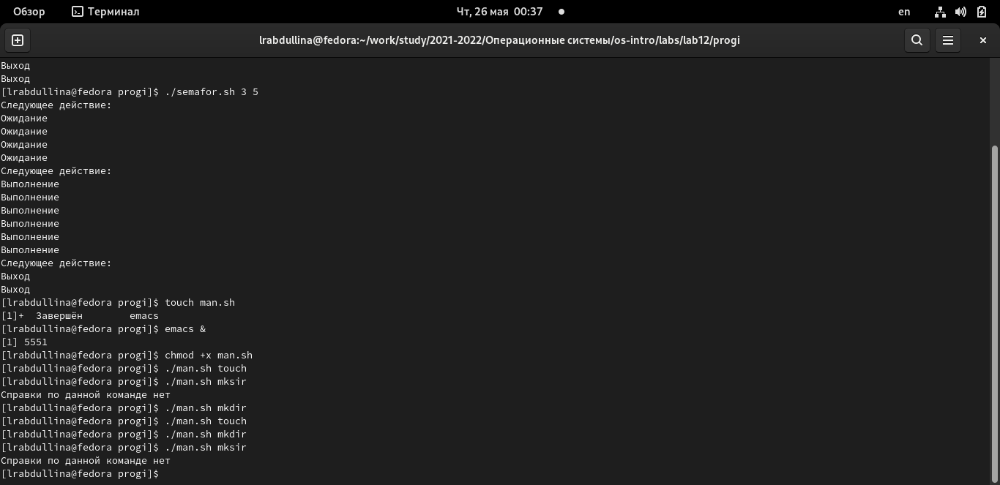 Обзор Терминал Чт, 26 мая 00:37 en
lrabdullina@fedora:~/work/study/2021-2022/Операционные системы/os-intro/labs/lab12/progi
Выход
Выход
[lrabdullina@fedora progi]$ ./semafor.sh 3 5
Следующее действие:
Ожидание
Ожидание
Ожидание
Ожидание
Следующее действие:
Выполнение
Выполнение
Выполнение
Выполнение
Выполнение
Выполнение
Следующее действие:
Выход
Выход
[lrabdullina@fedora progi]$ touch man.sh
[1]+  Завершён        emacs
[lrabdullina@fedora progi]$ emacs &
[1] 5551
[lrabdullina@fedora progi]$ chmod +x man.sh
[lrabdullina@fedora progi]$ ./man.sh touch
[lrabdullina@fedora progi]$ ./man.sh mksir
Справки по данной команде нет
[lrabdullina@fedora progi]$ ./man.sh mkdir
[lrabdullina@fedora progi]$ ./man.sh touch
[lrabdullina@fedora progi]$ ./man.sh mkdir
[lrabdullina@fedora progi]$ ./man.sh mksir
Справки по данной команде нет
[lrabdullina@fedora progi]$